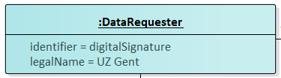 :DataRequester
identifier = digitalSignature
legalName = UZ Gent